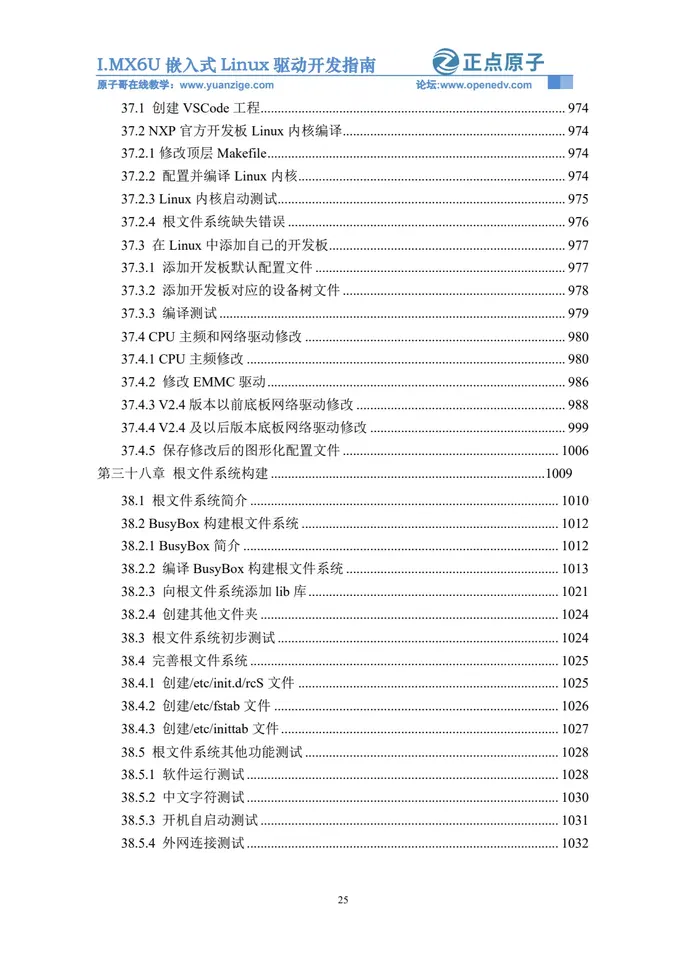 I.MX6U 嵌入式 Linux 驱动开发指南
正点原子
原子哥在线教学：www.yuanzige.com
论坛:www.openedv.com
37.1 创建 VSCode 工程 974
37.2 NXP 官方开发板 Linux 内核编译 974
37.2.1 修改顶层 Makefile 974
37.2.2 配置并编译 Linux 内核 974
37.2.3 Linux 内核启动测试 975
37.2.4 根文件系统缺失错误 976
37.3 在 Linux 中添加自己的开发板 977
37.3.1 添加开发板默认配置文件 977
37.3.2 添加开发板对应的设备树文件 978
37.3.3 编译测试 979
37.4 CPU 主频和网络驱动修改 980
37.4.1 CPU 主频修改 980
37.4.2 修改 EMMC 驱动 986
37.4.3 V2.4 版本以前底板网络驱动修改 988
37.4.4 V2.4 及以后版本底板网络驱动修改 999
37.4.5 保存修改后的图形化配置文件 1006
第三十八章 根文件系统构建 1009
38.1 根文件系统简介 1010
38.2 BusyBox 构建根文件系统 1012
38.2.1 BusyBox 简介 1012
38.2.2 编译 BusyBox 构建根文件系统 1013
38.2.3 向根文件系统添加 lib 库 1021
38.2.4 创建其他文件夹 1024
38.3 根文件系统初步测试 1024
38.4 完善根文件系统 1025
38.4.1 创建/etc/init.d/rcS 文件 1025
38.4.2 创建/etc/fstab 文件 1026
38.4.3 创建/etc/inittab 文件 1027
38.5 根文件系统其他功能测试 1028
38.5.1 软件运行测试 1028
38.5.2 中文字符测试 1030
38.5.3 开机自启动测试 1031
38.5.4 外网连接测试 1032
25